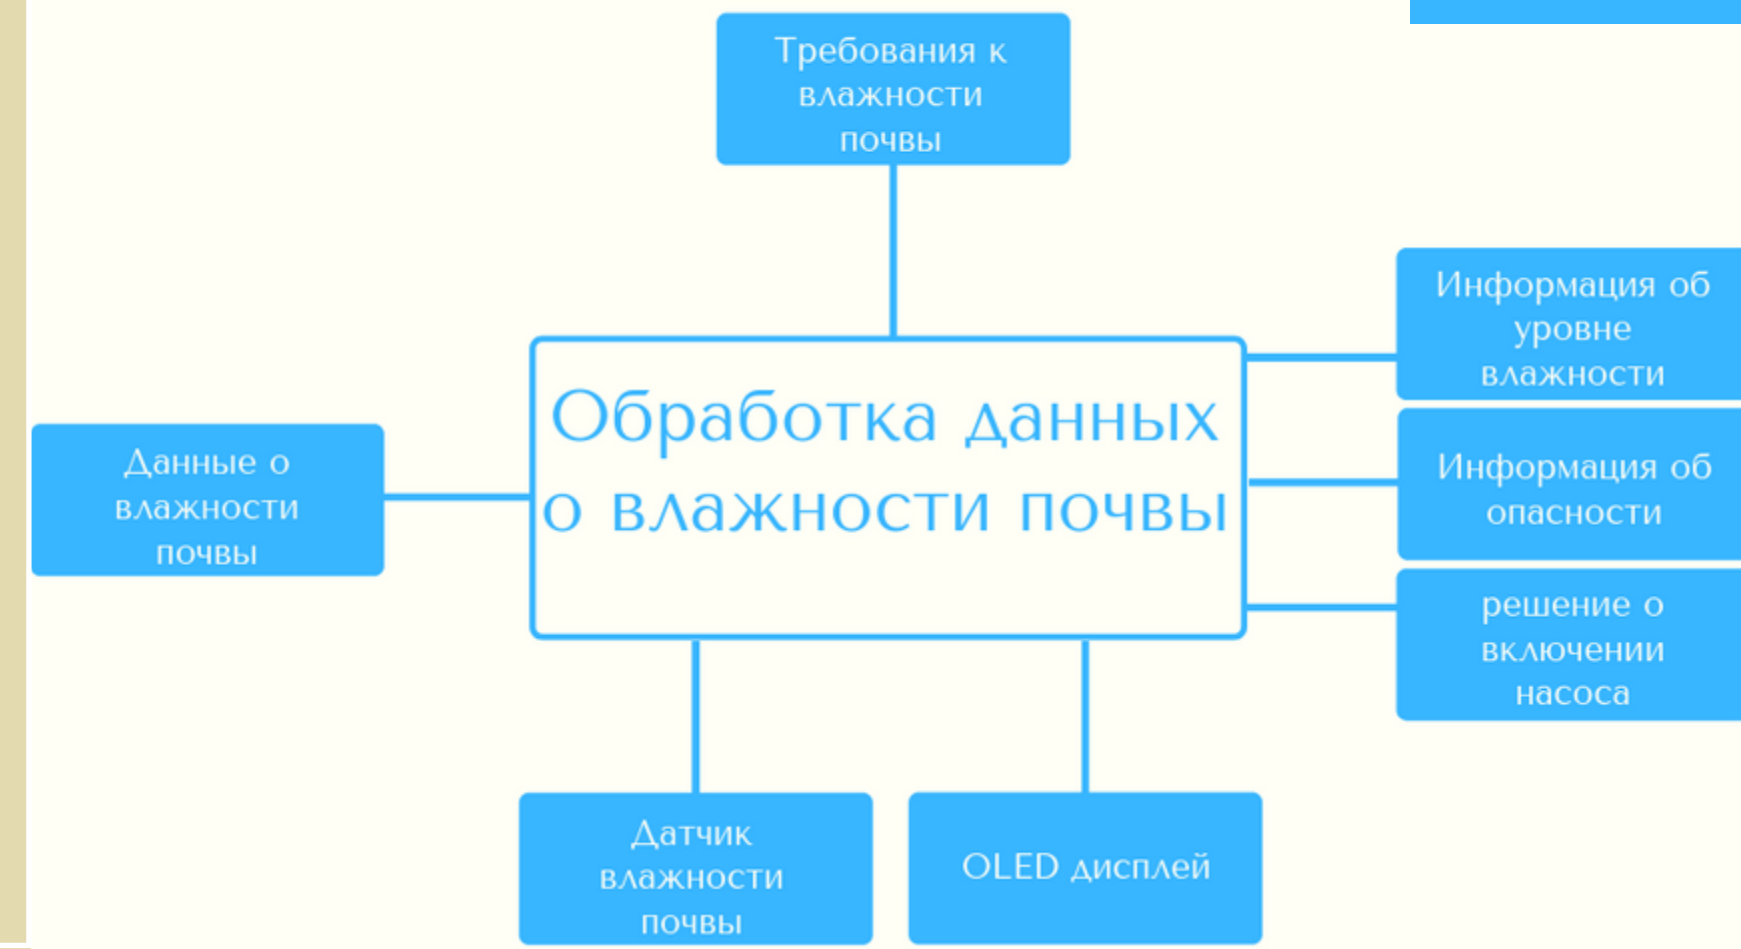 Требования к
влажности
почвы
Информация об
уровне
влажности
Обработка данных
о влажности почвы
Данные о
влажности
почвы
Информация об
опасности
решение о
включении
насоса
Датчик
влажности
почвы
OLED дисплей